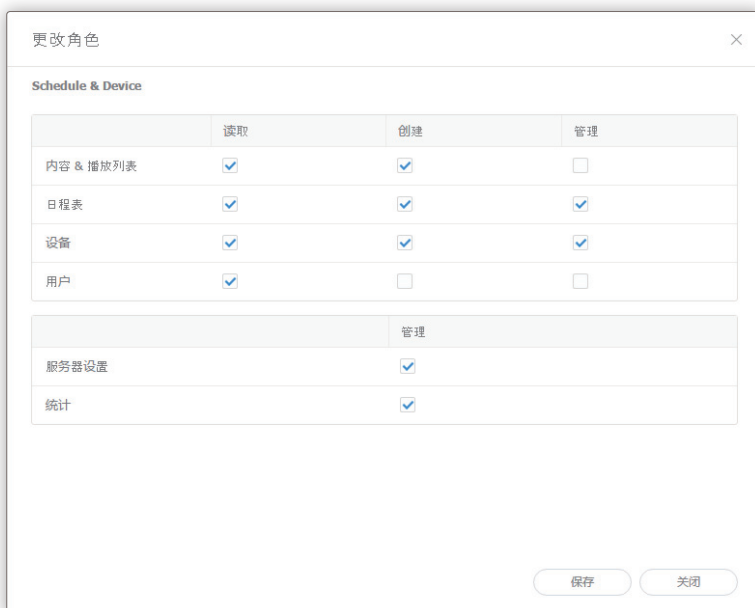 更改角色
Schedule & Device
读取 创建 管理
内容 & 播放列表
日程表
设备
用户
管理
服务器设置
统计
保存 关闭